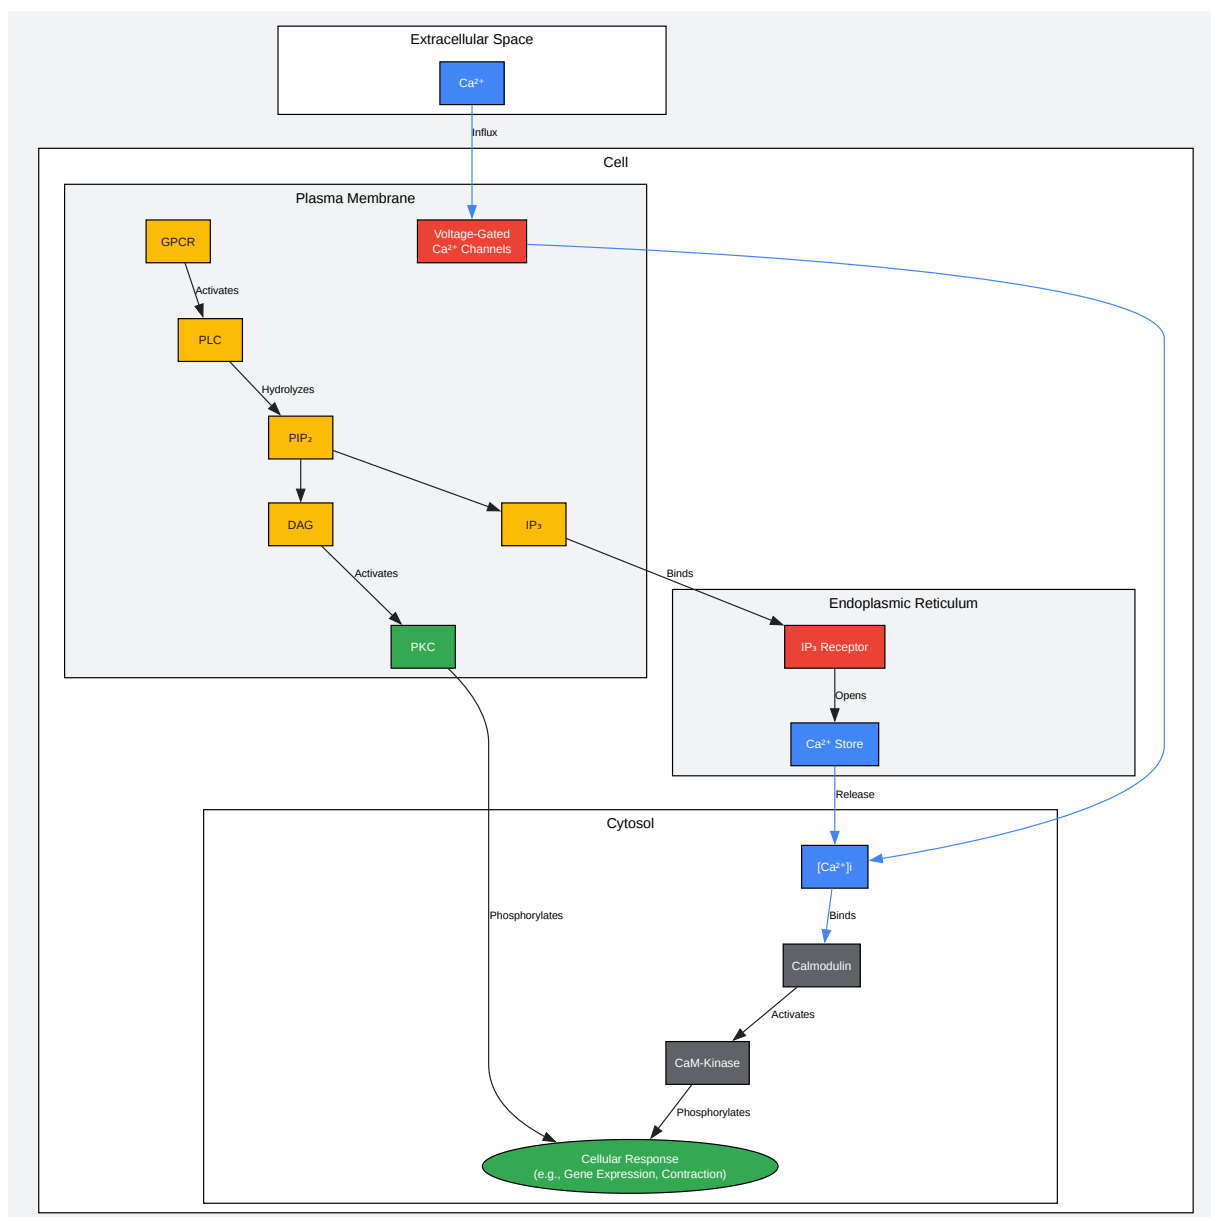 Extracellular Space
Ca²⁺
Influx
Cell
Plasma Membrane
GPCR
Voltage-Gated
Ca²⁺ Channels
Activates
PLC
Hydrolyzes
PIP₂
DAG
IP₃
Activates
Binds
Endoplasmic Reticulum
PKC
IP₃ Receptor
Opens
Ca²⁺ Store
Release
Cytosol
[Ca²⁺]i
Phosphorylates
Binds
Calmodulin
Activates
CaM-Kinase
Phosphorylates
Cellular Response
(e.g., Gene Expression, Contraction)